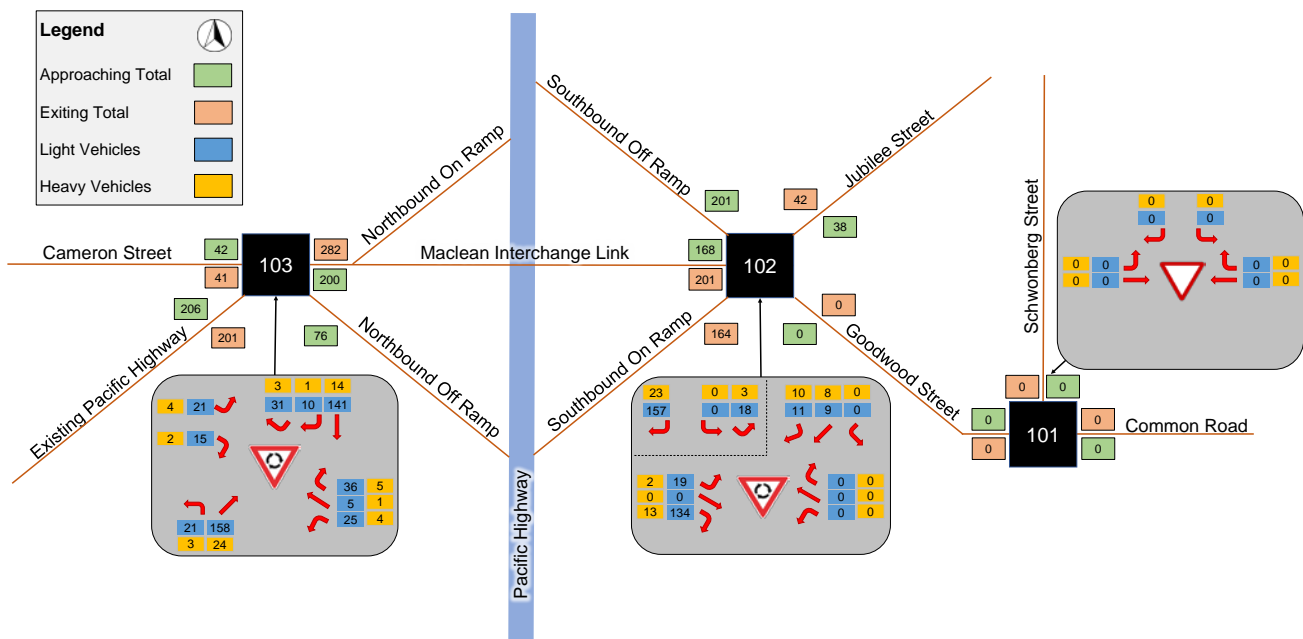 Legend
Approaching Total
Exiting Total
Light Vehicles
Heavy Vehicles
Cameron Street
Existing Pacific Highway
Northbound On Ramp
Northbound Off Ramp
Maclean Interchange Link
Pacific Highway
Southbound Off Ramp
Southbound On Ramp
Jubilee Street
Goodwood Street
Schwonberg Street
Common Road
103
42
282
41
200
206
201
76
3 1 14
31 10 141
4 21
2 15
36 5
5 1
25 4
21 158
3 24
102
201
42
38
168
201
164
0
0
23
157
0 3
0 18
10 8 0
11 9 0
2 19
0 0
13 134
0 0
0 0
0 0
101
0 0
0 0
0 0
0 0
0 0
0 0
0 0
0 0
0 0